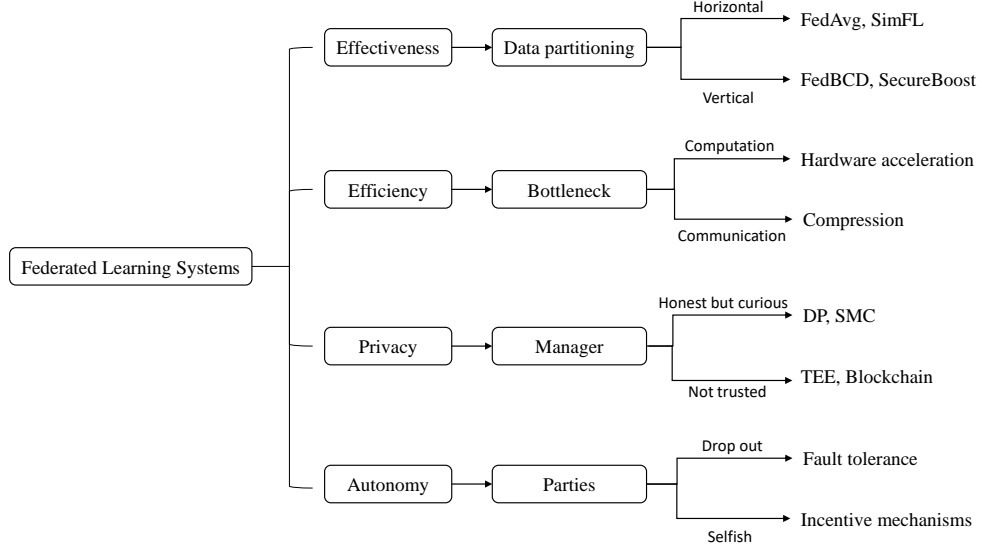 Horizontal
FedAvg, SimFL
Effectiveness
Data partitioning
FedBCD, SecureBoost
Vertical
Computation
Hardware acceleration
Efficiency
Bottleneck
Compression
Communication
Federated Learning Systems
Honest but curious
DP, SMC
Privacy
Manager
TEE, Blockchain
Not trusted
Drop out
Fault tolerance
Autonomy
Parties
Incentive mechanisms
Selfish